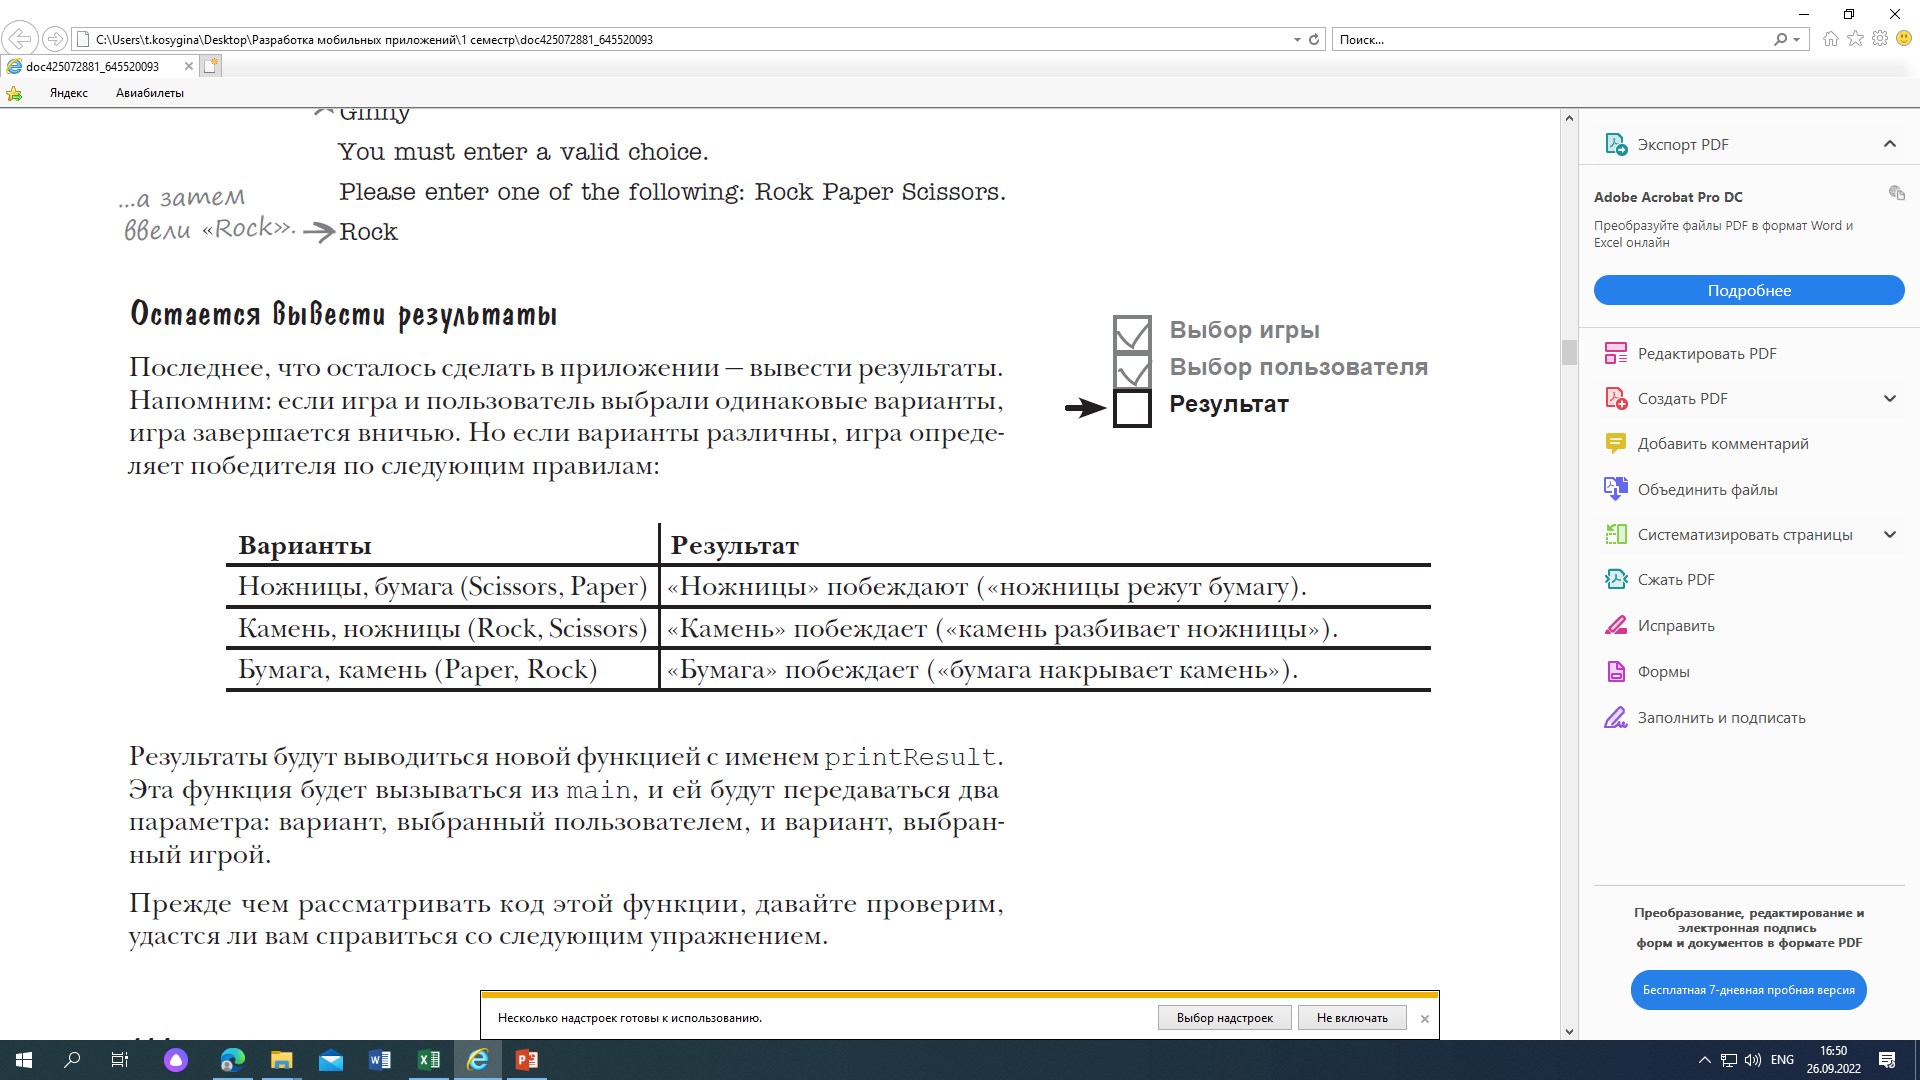 C:\Users\t.kosygina\Desktop\Разработка мобильных приложений\1 семестр\doc425072881_645520093
Поиск...
doc425072881_645520093
Яндекс
Авиабилеты
Ginny
You must enter a valid choice.
Please enter one of the following: Rock Paper Scissors.
...а затем
ввели «Rock».
Rock
Остается вывести результаты
Последнее, что осталось сделать в приложении — вывести результаты.
Напомним: если игра и пользователь выбрали одинаковые варианты,
игра завершается вничью. Но если варианты различны, игра опреде-
ляет победителя по следующим правилам:
Выбор игры
Выбор пользователя
Результат
Варианты Результат
Ножницы, бумага (Scissors, Paper) «Ножницы» побеждают («ножницы режут бумагу).
Камень, ножницы (Rock, Scissors) «Камень» побеждает («камень разбивает ножницы»).
Бумага, камень (Paper, Rock) «Бумага» побеждает («бумага накрывает камень»).
Результаты будут выводиться новой функцией с именем printResult.
Эта функция будет вызываться из main, и ей будут передаваться два
параметра: вариант, выбранный пользователем, и вариант, выбран-
ный игрой.
Прежде чем рассматривать код этой функции, давайте проверим,
удастся ли вам справиться со следующим упражнением.
Экспорт PDF
Adobe Acrobat Pro DC
Преобразуйте файлы PDF в формат Word и
Excel онлайн
Подробнее
Редактировать PDF
Создать PDF
Добавить комментарий
Объединить файлы
Систематизировать страницы
Сжать PDF
Исправить
Формы
Заполнить и подписать
Преобразование, редактирование и
электронная подпись
форм и документов в формате PDF
Бесплатная 7-дневная пробная версия
Несколько надстроек готовы к использованию.
Выбор надстроек
Не включать
ENG
16:50
26.09.2022